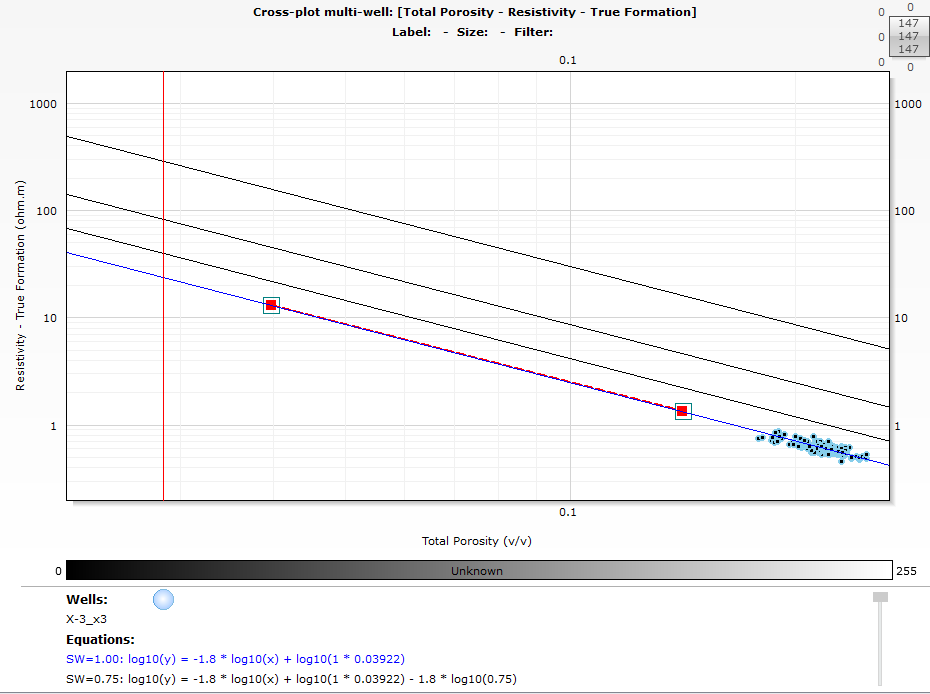 Cross-plot multi-well: [Total Porosity - Resistivity - True Formation]
Label: - Size: - Filter:
0
0
147
0 147
147
0
0
0.1
1000 1000
100 100
10 10
1 1
Resistivity - True Formation (ohm.m)
0.1
Total Porosity (v/v)
0 Unknown 255
Wells:
X-3_x3
Equations:
SW=1.00: log10(y) = -1.8 * log10(x) + log10(1 * 0.03922)
SW=0.75: log10(y) = -1.8 * log10(x) + log10(1 * 0.03922) - 1.8 * log10(0.75)